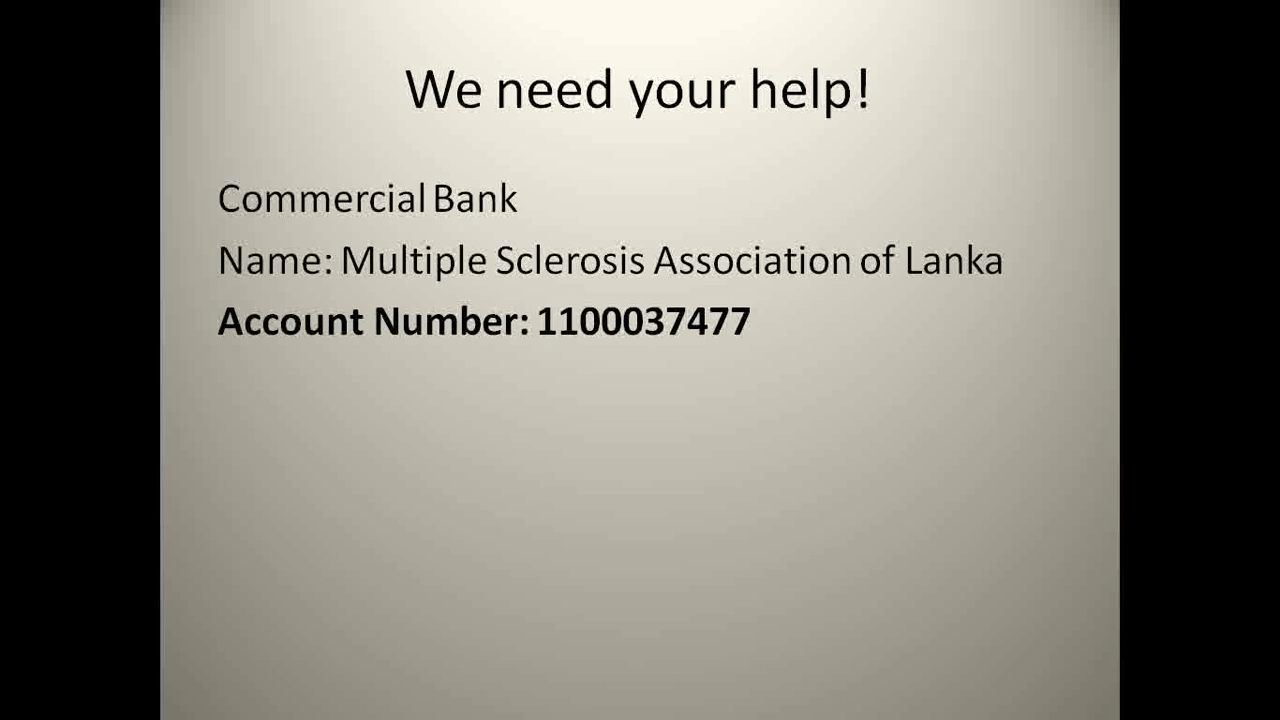 We need your help!
Commercial Bank
Name: Multiple Sclerosis Association of Lanka
Account Number: 1100037477